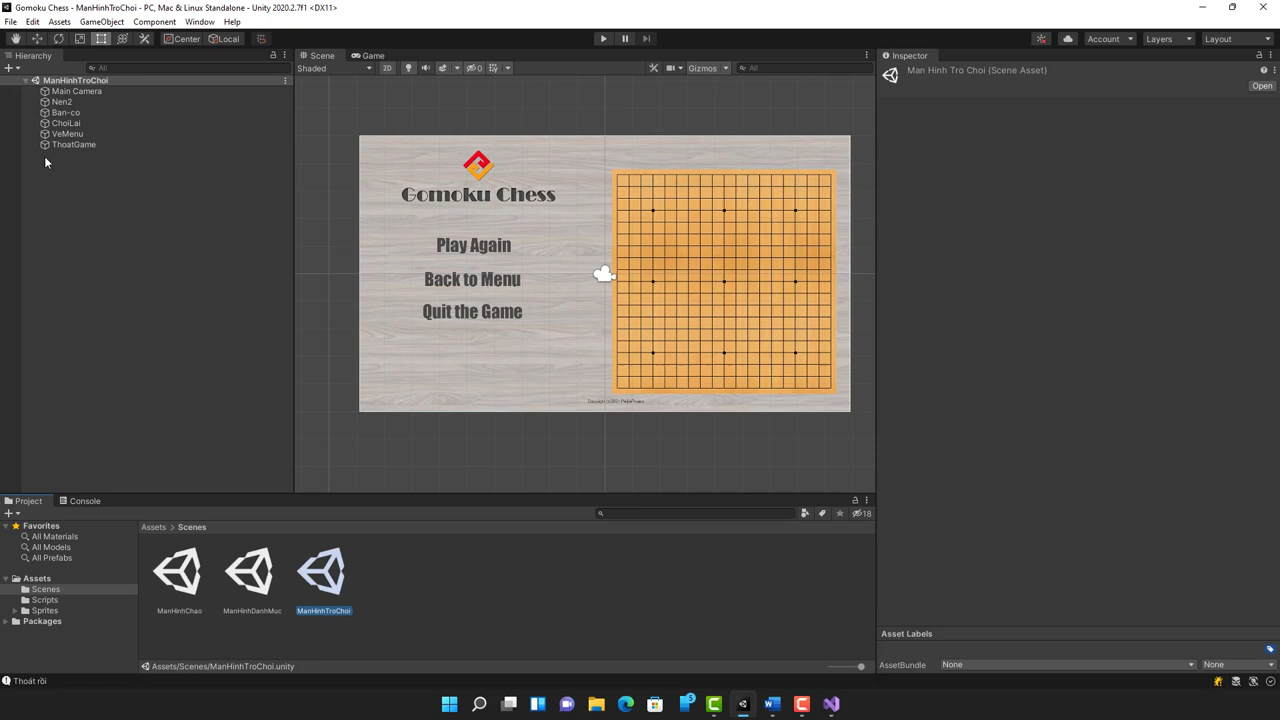 Gomoku Chess - ManHinhTroChoi - PC, Mac & Linux Standalone - Unity 2020.2.7f1 <DX11>
File Edit Assets GameObject Component Window Help
Center Local Account Layers Layout
Hierarchy Scene Game Inspector
All Shaded 2D 0 Gizmos All
Man Hinh Tro Choi (Scene Asset)
Open
ManHinhTroChoi
Main Camera
Nen2
Ban-co
ChoiLai
VeMenu
ThoatGame
Gomoku Chess
Play Again
Back to Menu
Quit the Game
Project Console
18
Favorites
All Materials
All Models
All Prefabs
Assets
Scenes
Scripts
Sprites
Packages
Assets > Scenes
ManHinhChao ManHinhDanhMuc ManHinhTroChoi
Assets/Scenes/ManHinhTroChoi.unity
Asset Labels
AssetBundle None None
Thoát rồi